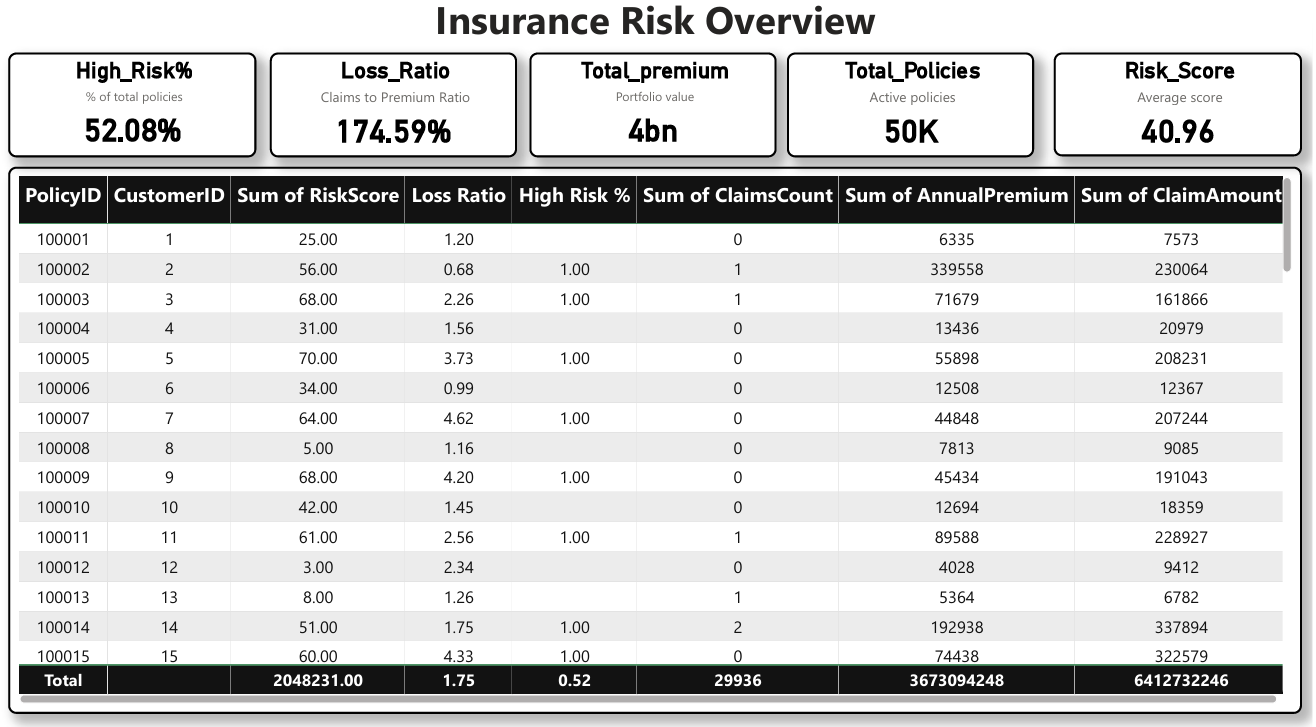 Insurance Risk Overview
High_Risk% Loss_Ratio Total_premium Total_Policies Risk_Score
% of total policies Claims to Premium Ratio Portfolio value Active policies Average score
52.08% 174.59% 4bn 50K 40.96
PolicyID CustomerID Sum of RiskScore Loss Ratio High Risk % Sum of ClaimsCount Sum of AnnualPremium Sum of ClaimAmount
100001 1 25.00 1.20 0 6335 7573
100002 2 56.00 0.68 1.00 1 339558 230064
100003 3 68.00 2.26 1.00 1 71679 161866
100004 4 31.00 1.56 0 13436 20979
100005 5 70.00 3.73 1.00 0 55898 208231
100006 6 34.00 0.99 0 12508 12367
100007 7 64.00 4.62 1.00 0 44848 207244
100008 8 5.00 1.16 0 7813 9085
100009 9 68.00 4.20 1.00 0 45434 191043
100010 10 42.00 1.45 0 12694 18359
100011 11 61.00 2.56 1.00 1 89588 228927
100012 12 3.00 2.34 0 4028 9412
100013 13 8.00 1.26 1 5364 6782
100014 14 51.00 1.75 1.00 2 192938 337894
100015 15 60.00 4.33 1.00 0 74438 322579
Total 2048231.00 1.75 0.52 29936 3673094248 6412732246